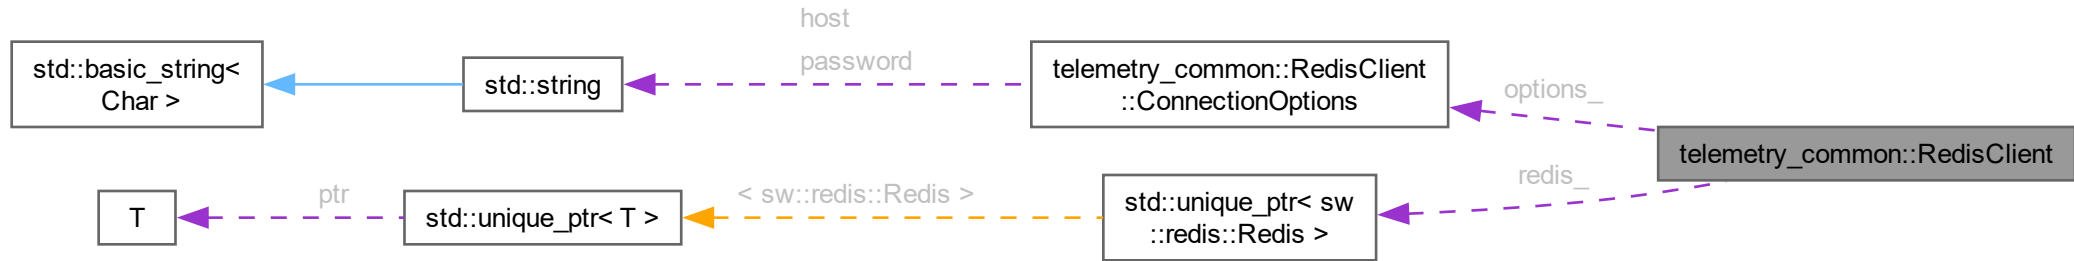 host
password
std::basic_string<
Char >
std::string
telemetry_common::RedisClient
::ConnectionOptions
options_
telemetry_common::RedisClient
redis_
T
ptr
std::unique_ptr< T >
< sw::redis::Redis >
std::unique_ptr< sw
::redis::Redis >